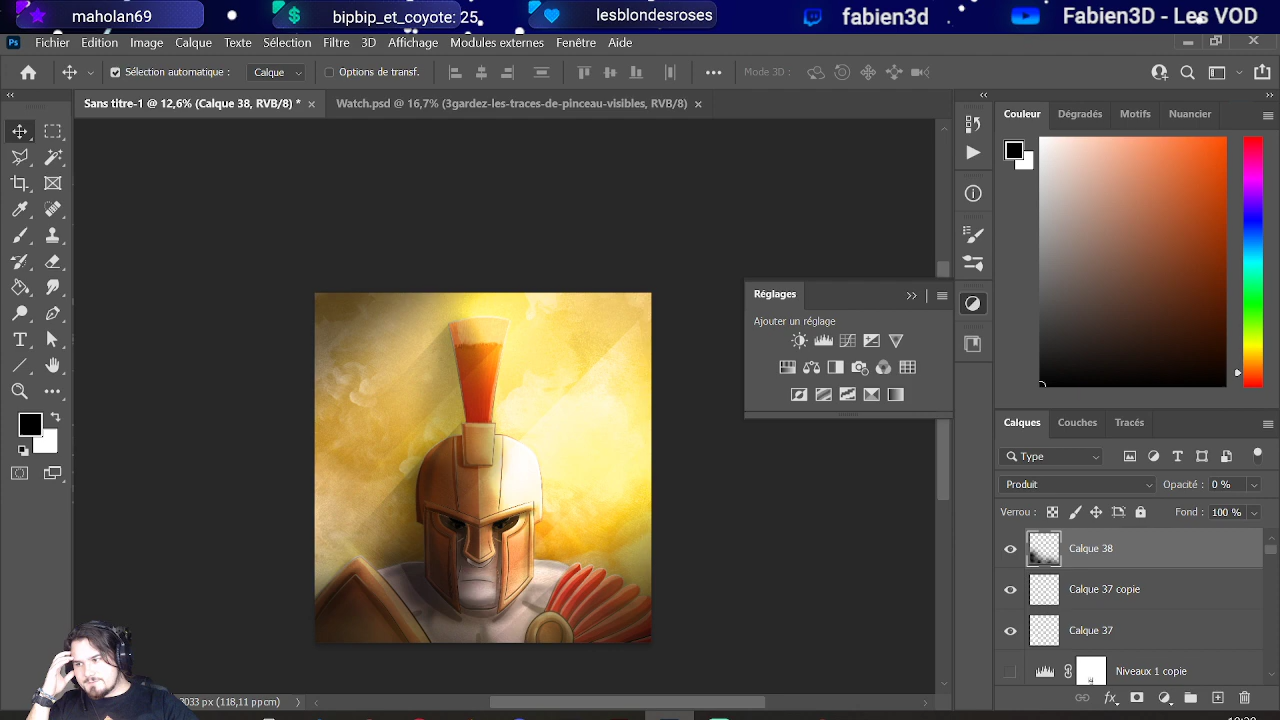 maholan69
bipbip_et_coyote: 25
lesblondesroses
fabien3d
Fabien3D - Les VOD
Ps
Fichier Edition Image Calque Texte Sélection Filtre 3D Affichage Modules externes Fenêtre Aide
Sélection automatique : Calque Options de transf. Mode 3D :
Sans titre-1 @ 12,6% (Calque 38, RVB/8) *
Watch.psd @ 16,7% (3gardez-les-traces-de-pinceau-visibles, RVB/8)
Couleur Dégradés Motifs Nuancier
Réglages
Ajouter un réglage
Calques Couches Tracés
Type
Produit Opacité : 0 %
Verrou : Fond : 100 %
Calque 38
Calque 37 copie
Calque 37
Niveaux 1 copie
3033 px (118,11 ppcm)
fx